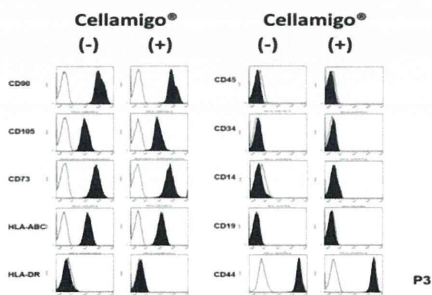 Cellamigo® Cellamigo®
(-) (+) (-) (+)
CD90 CD45
CD105 CD34
CD73 CD14
HLA-ABC CD19
HLA-DR CD44
P3